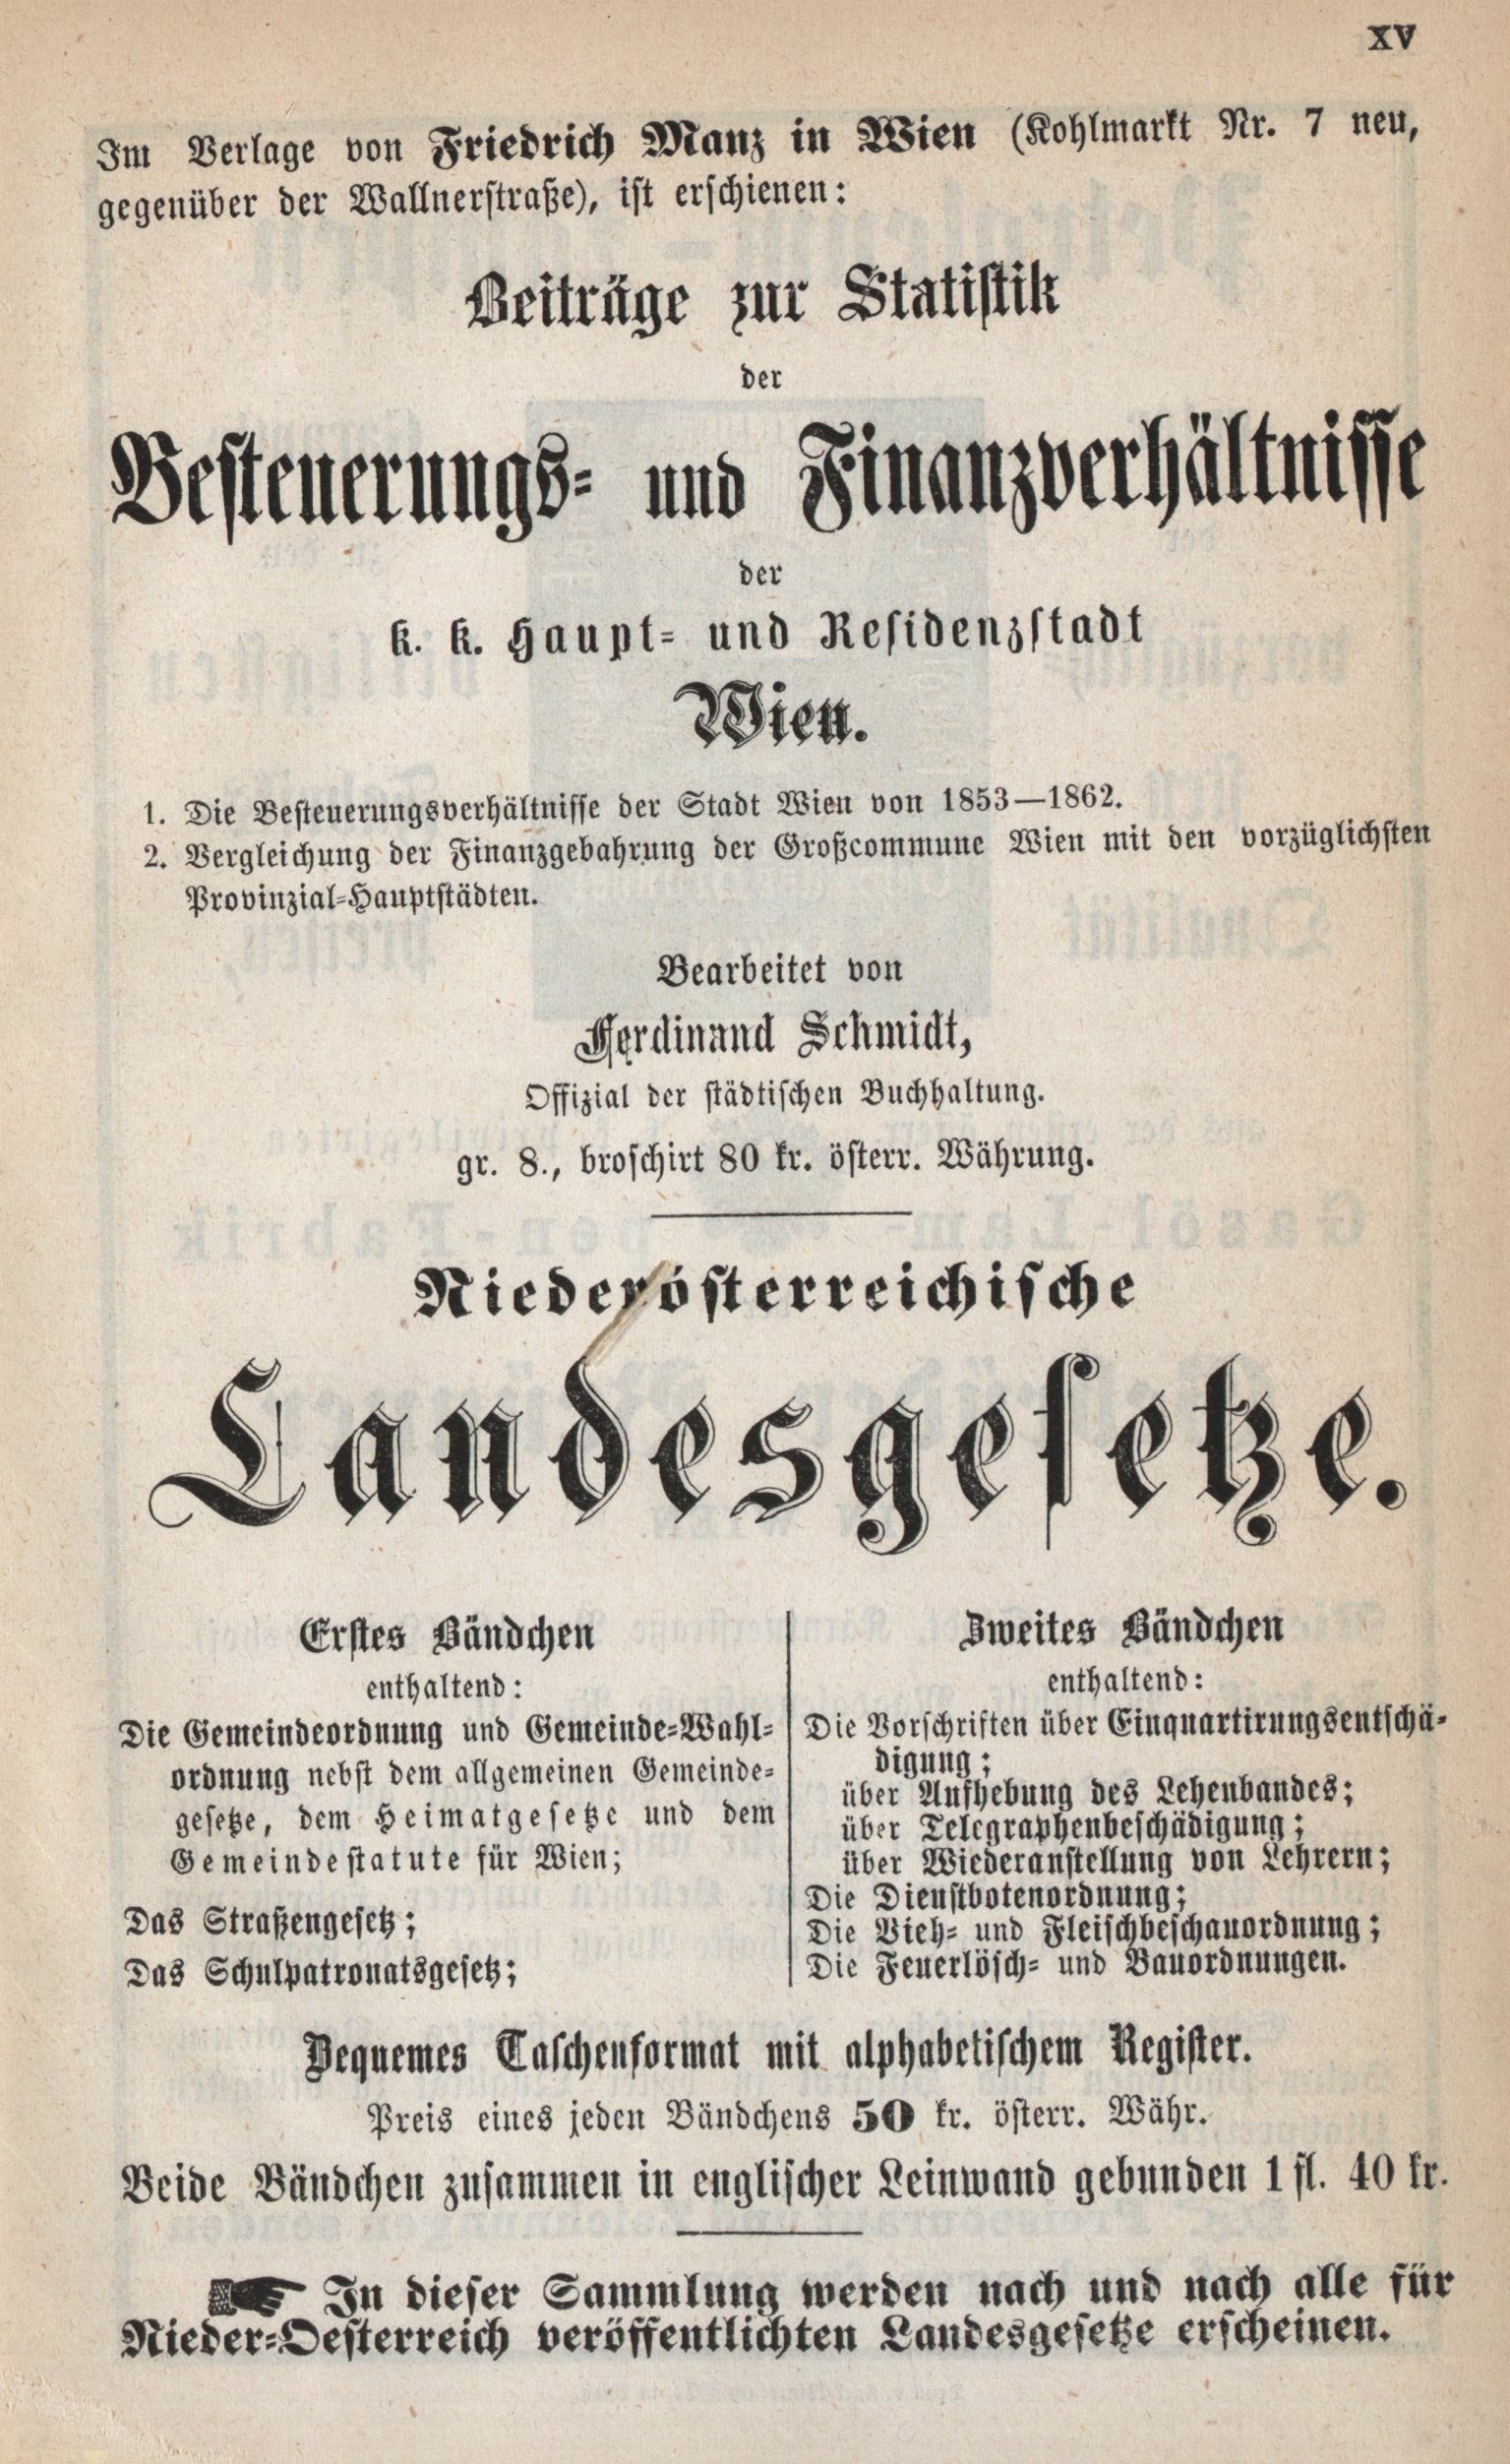 XV
Im Verlage von Friedrich Manz in Wien (Kohlmarkt Nr. 7 neu,
gegenüber der Wallnerstraße), ist erschienen:
Beiträge zur Statistik
der
Besteuerungs- und Finanzverhältnisse
der
k. k. Haupt- und Residenzstadt
Wien.
1. Die Besteuerungsverhältnisse der Stadt Wien von 1853—1862.
2. Vergleichung der Finanzgebahrung der Großcommune Wien mit den vorzüglichsten
Provinzial-Hauptstädten.
Bearbeitet von
Ferdinand Schmidt,
Offizial der städtischen Buchhaltung.
gr. 8., broschirt 80 kr. österr. Währung.
Niederösterreichische
Landesgesetze.
Erstes Bändchen
enthaltend:
Die Gemeindeordnung und Gemeinde-Wahl-
ordnung nebst dem allgemeinen Gemeinde-
gesetze, dem Heimatgesetze und dem
Gemeindestatute für Wien;
Das Straßengesetz;
Das Schulpatronatsgesetz;
Zweites Bändchen
enthaltend:
Die Vorschriften über Einquartirungsentschä-
digung;
über Aufhebung des Lehenbandes;
über Telegraphenbeschädigung;
über Wiederanstellung von Lehrern;
Die Dienstbotenordnung;
Die Vieh- und Fleischbeschauordnung;
Die Feuerlösch- und Bauordnungen.
Bequemes Taschenformat mit alphabetischem Register.
Preis eines jeden Bändchens 50 kr. österr. Währ.
Beide Bändchen zusammen in englischer Leinwand gebunden 1 fl. 40 kr.
In dieser Sammlung werden nach und nach alle für
Nieder-Oesterreich veröffentlichten Landesgesetze erscheinen.